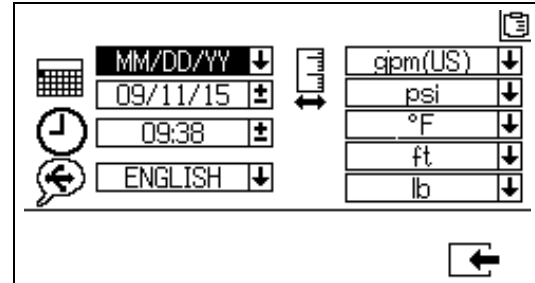 MM/DD/YY
09/11/15
09:38
ENGLISH
gpm(US)
psi
°F
ft
lb